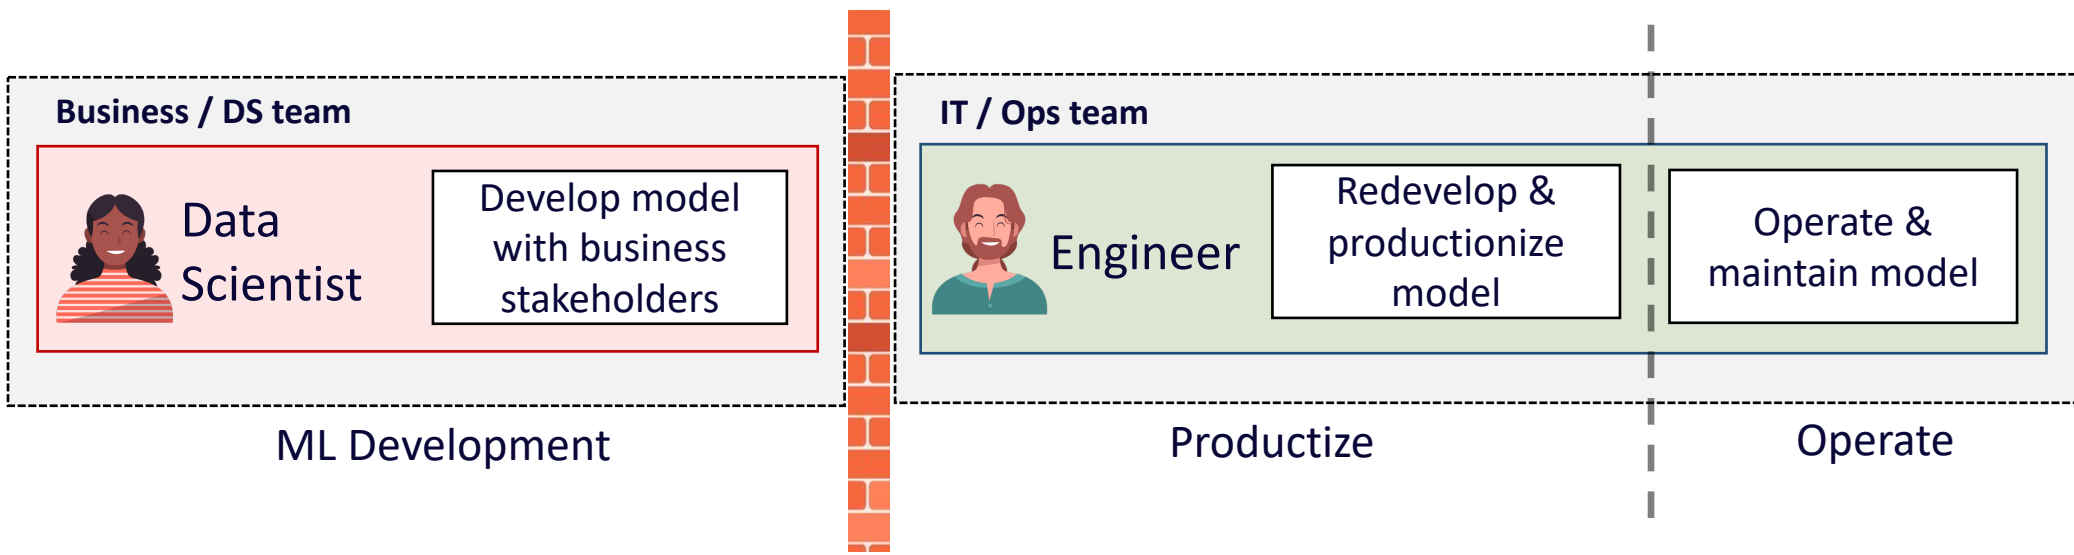 Business / DS team
Data
Scientist
Develop model
with business
stakeholders
ML Development
IT / Ops team
Engineer
Redevelop &
productionize
model
Operate &
maintain model
Productize
Operate